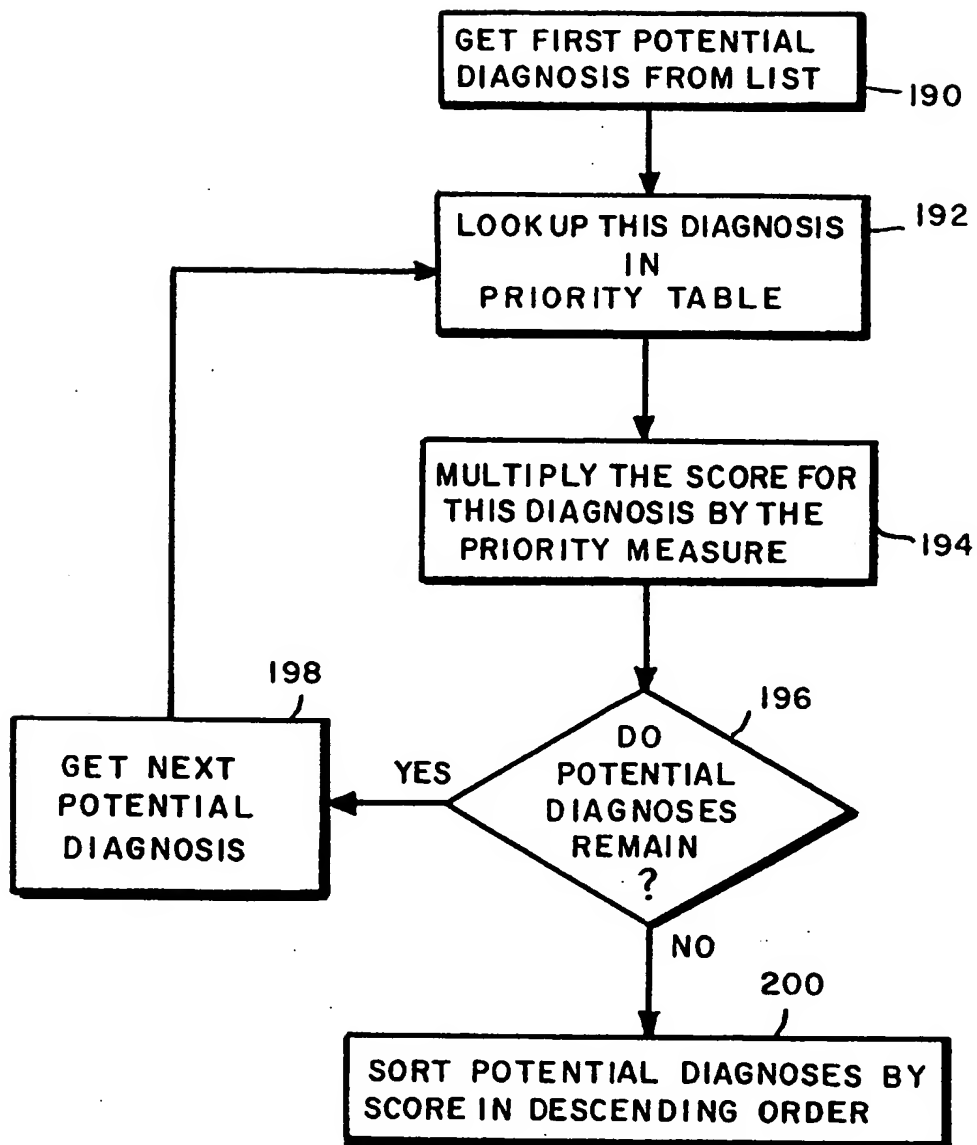 GET FIRST POTENTIAL
DIAGNOSIS FROM LIST
190
LOOK UP THIS DIAGNOSIS
IN
PRIORITY TABLE
192
MULTIPLY THE SCORE FOR
THIS DIAGNOSIS BY THE
PRIORITY MEASURE
194
198
GET NEXT
POTENTIAL
DIAGNOSIS
YES
196
DO
POTENTIAL
DIAGNOSES
REMAIN
?
NO
200
SORT POTENTIAL DIAGNOSES BY
SCORE IN DESCENDING ORDER